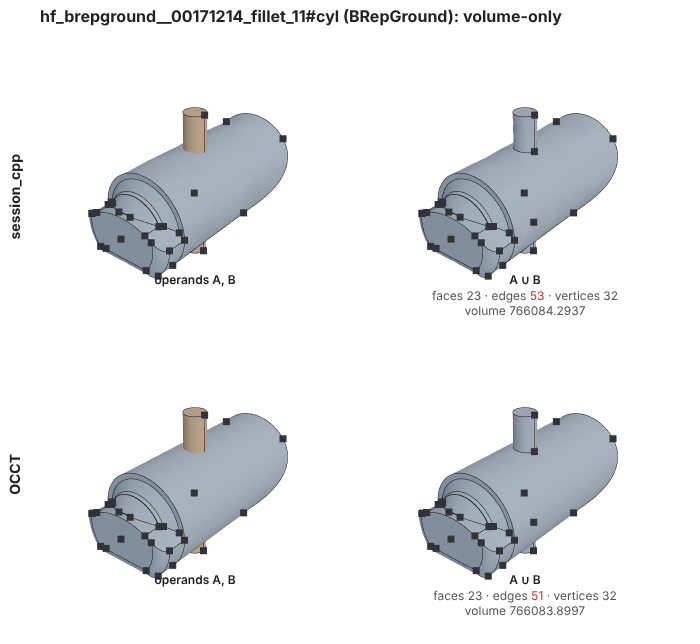 hf_brepground__00171214_fillet_11#cyl (BRepGround): volume-only
session_cpp
operands A, B
A ∪ B
faces 23 · edges 53 · vertices 32
volume 766084.2937
OCCT
operands A, B
A ∪ B
faces 23 · edges 51 · vertices 32
volume 766083.8997